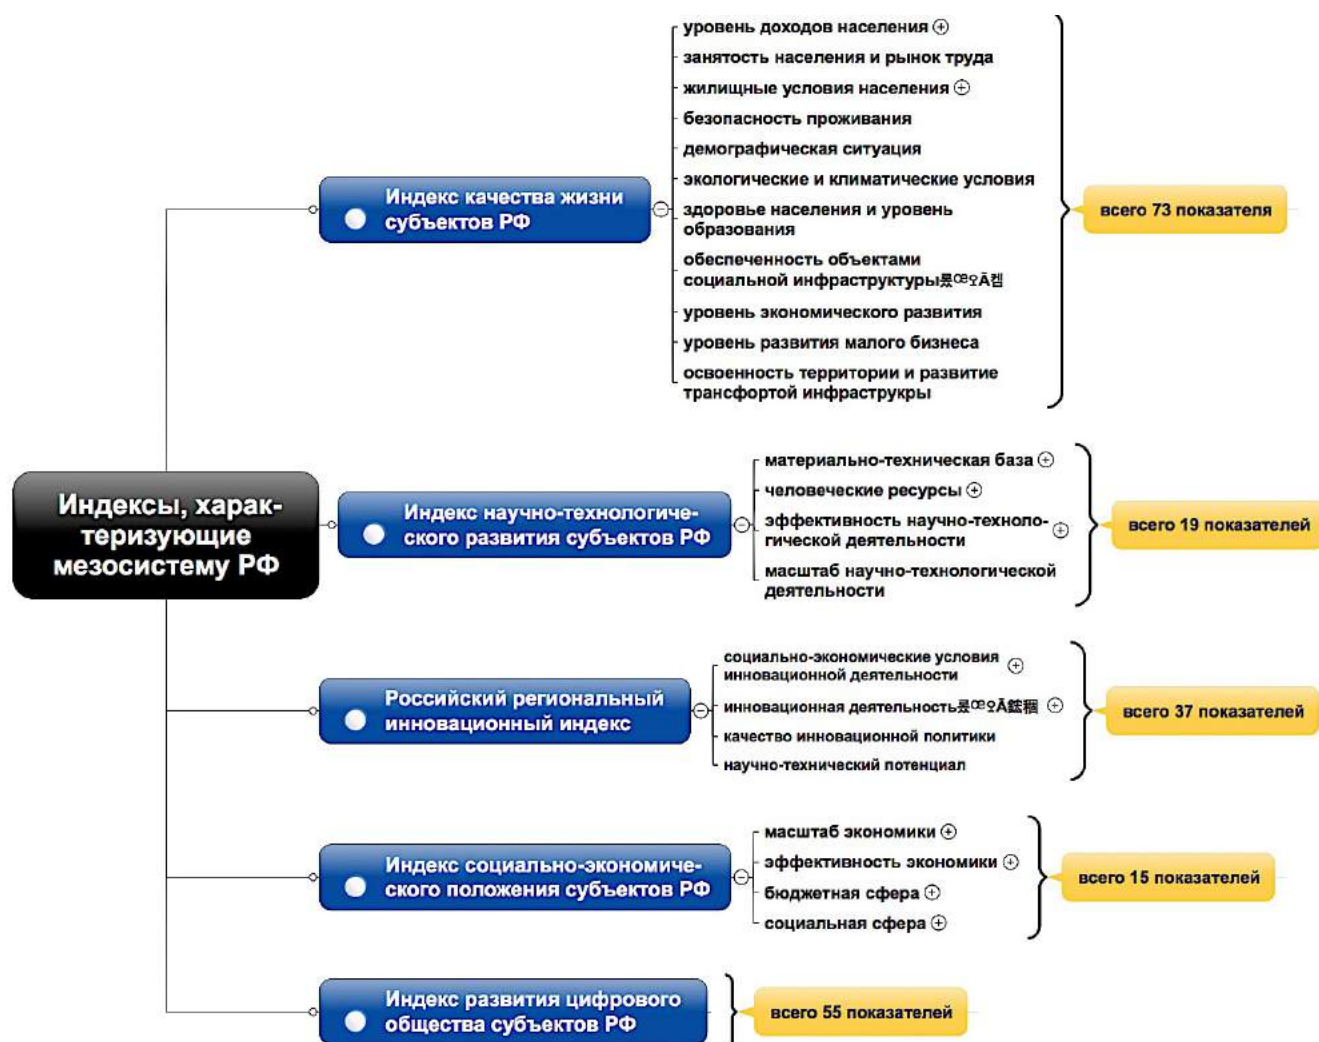 уровень доходов населения
занятость населения и рынок труда
жилищные условия населения
безопасность проживания
демографическая ситуация
экологические и климатические условия
Индекс качества жизни
субъектов РФ
здоровье населения и уровень
образования
всего 73 показателя
обеспеченность объектами
социальной инфраструктуры
уровень экономического развития
уровень развития малого бизнеса
освоенность территории и развитие
трансфортой инфраструкры
Индексы, харак-
теризующие
мезосистему РФ
Индекс научно-технологиче-
ского развития субъектов РФ
материально-техническая база
человеческие ресурсы
эффективность научно-техноло-
гической деятельности
масштаб научно-технологической
деятельности
всего 19 показателей
Российский региональный
инновационный индекс
социально-экономические условия
инновационной деятельности
инновационная деятельность
качество инновационной политики
научно-технический потенциал
всего 37 показателей
Индекс социально-экономиче-
ского положения субъектов РФ
масштаб экономики
эффективность экономики
бюджетная сфера
социальная сфера
всего 15 показателей
Индекс развития цифрового
общества субъектов РФ
всего 55 показателей